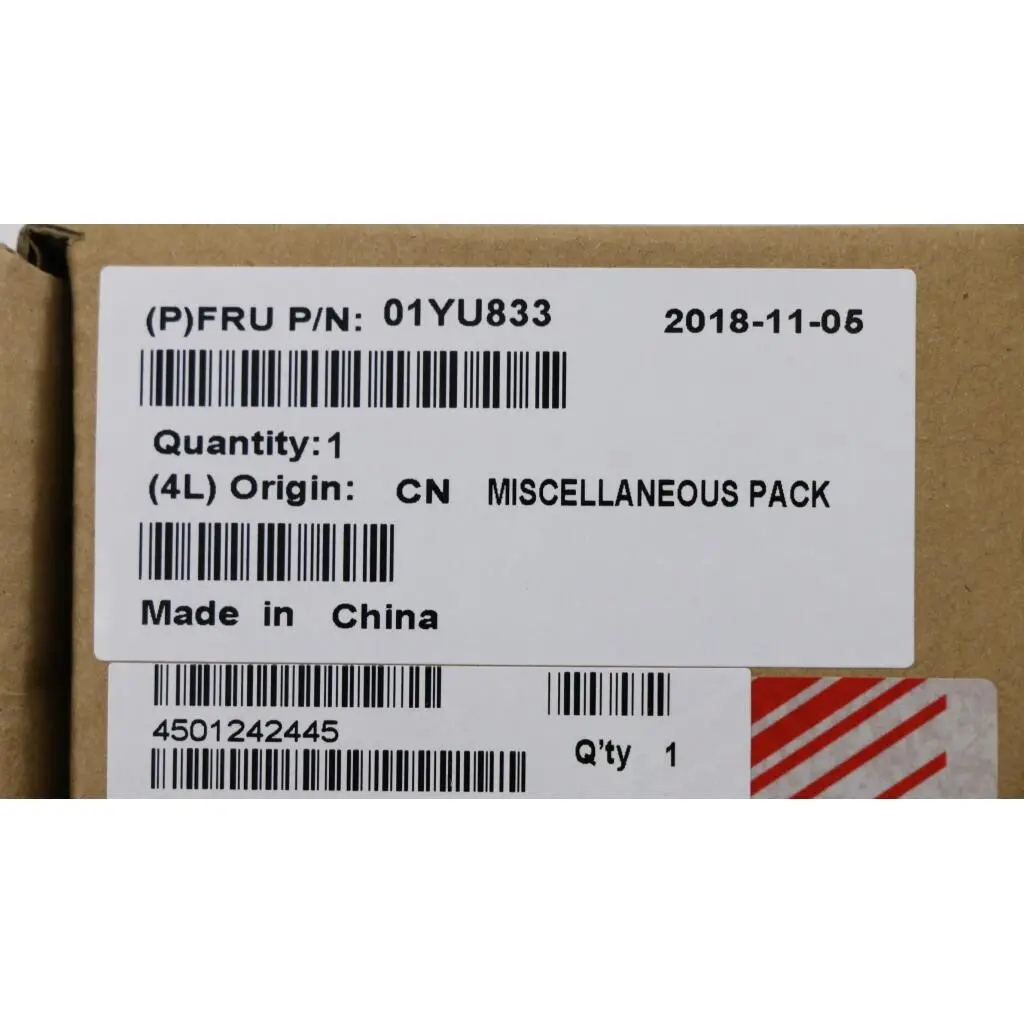 (P)FRU P/N: 01YU833 2018-11-05
Quantity:1
(4L) Origin: CN MISCELLANEOUS PACK
Made in China
4501242445
Q'ty 1